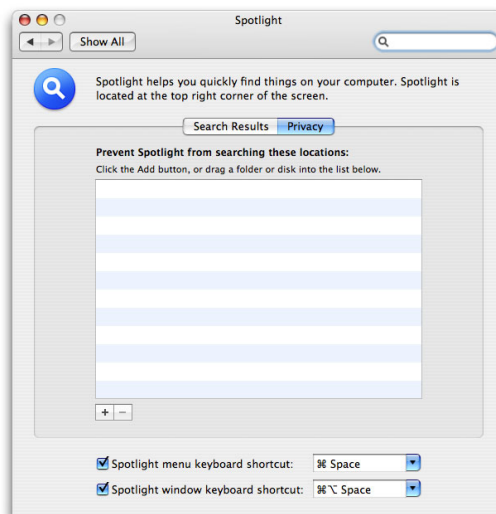 Spotlight
Show All
Spotlight helps you quickly find things on your computer. Spotlight is
located at the top right corner of the screen.
Search Results Privacy
Prevent Spotlight from searching these locations:
Click the Add button, or drag a folder or disk into the list below.
+ −
Spotlight menu keyboard shortcut: ⌘ Space
Spotlight window keyboard shortcut: ⌘⌥ Space